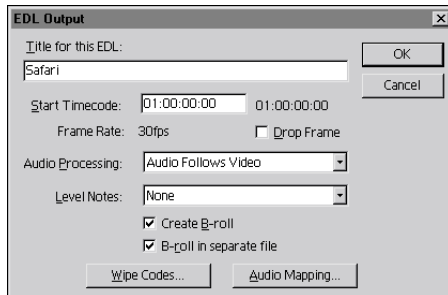 EDL Output
Title for this EDL:
Safari
OK
Cancel
Start Timecode: 01:00:00:00 01:00:00:00
Frame Rate: 30fps Drop Frame
Audio Processing: Audio Follows Video
Level Notes: None
Create B-roll
B-roll in separate file
Wipe Codes... Audio Mapping...